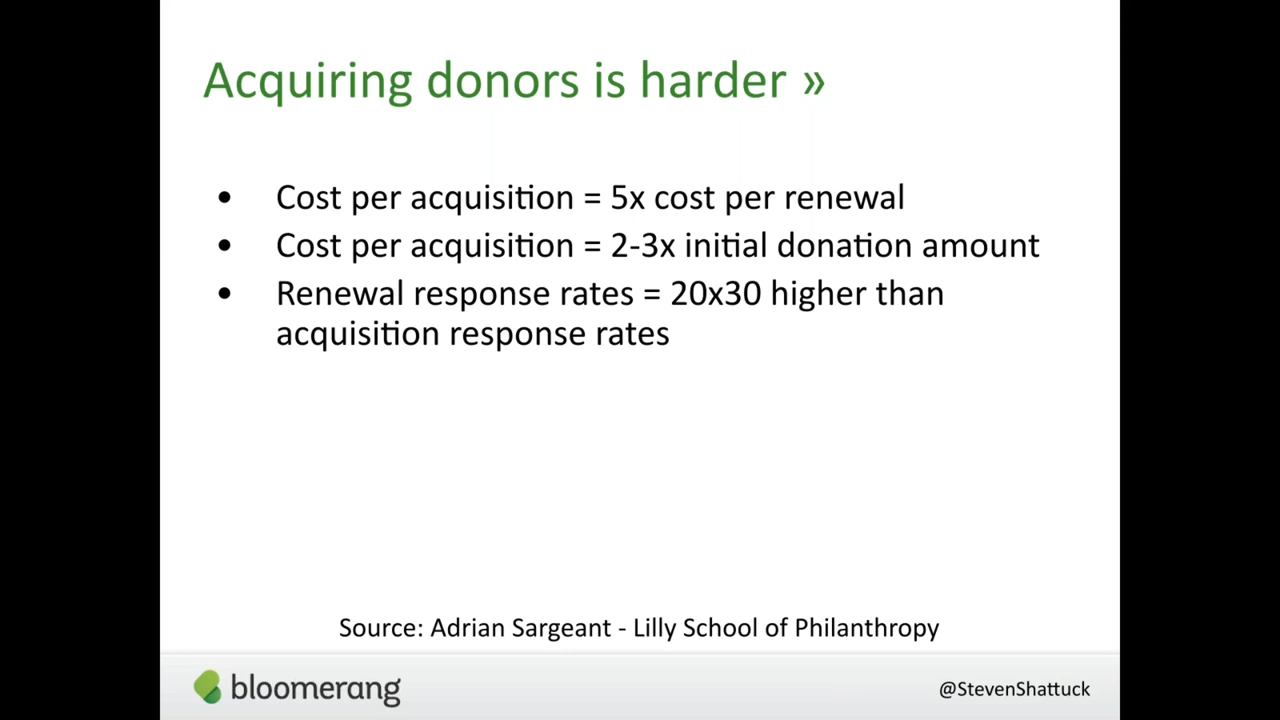 Acquiring donors is harder »
• Cost per acquisition = 5x cost per renewal
• Cost per acquisition = 2-3x initial donation amount
• Renewal response rates = 20x30 higher than
acquisition response rates
Source: Adrian Sargeant - Lilly School of Philanthropy
bloomerang
@StevenShattuck